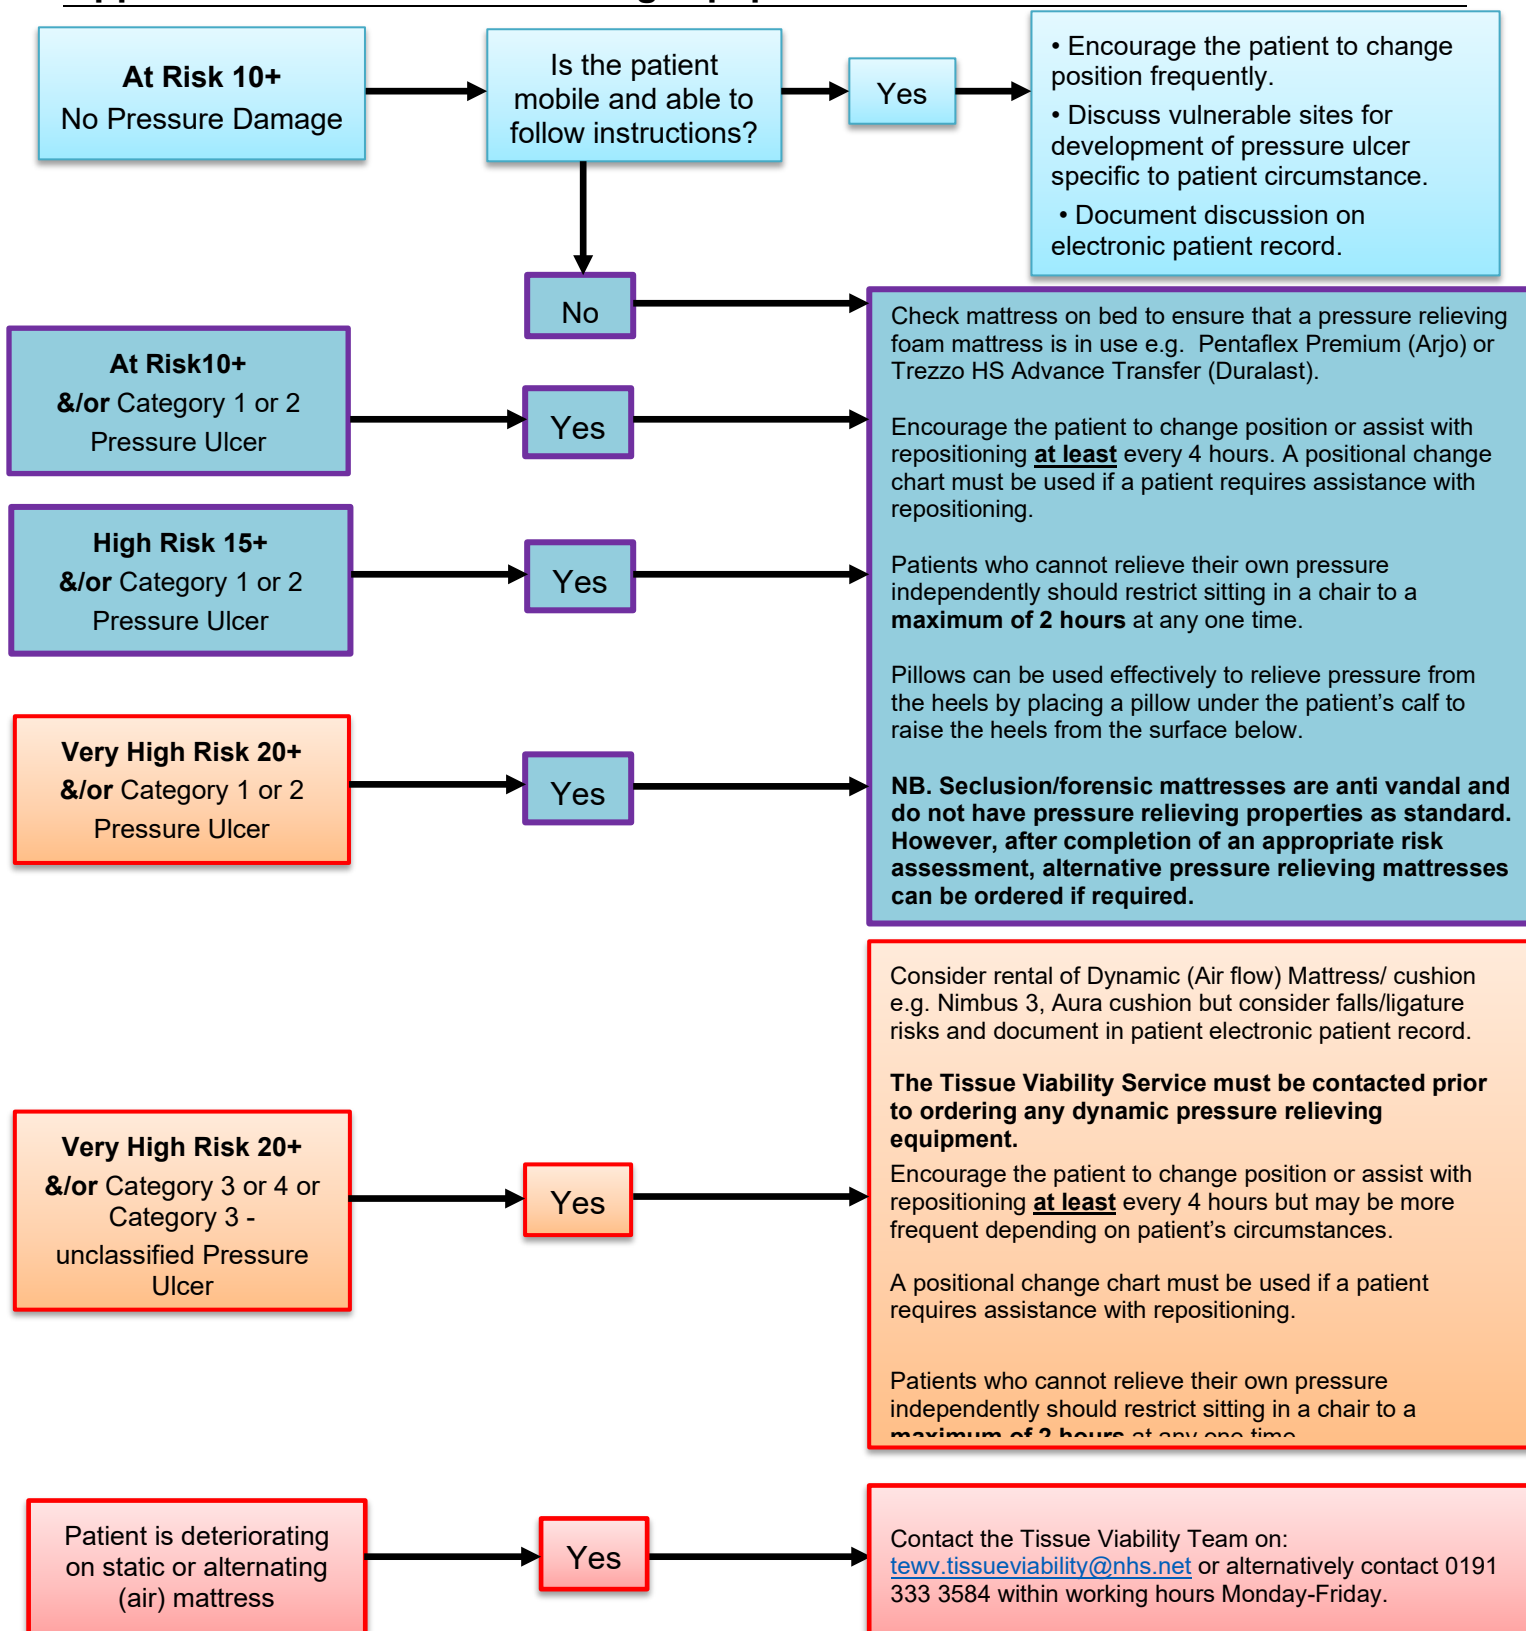 At Risk 10+
No Pressure Damage
Is the patient
mobile and able to
follow instructions?
Yes
• Encourage the patient to change
position frequently.
• Discuss vulnerable sites for
development of pressure ulcer
specific to patient circumstance.
• Document discussion on
electronic patient record.
No
Check mattress on bed to ensure that a pressure relieving
foam mattress is in use e.g. Pentaflex Premium (Arjo) or
Trezzo HS Advance Transfer (Duralast).
Encourage the patient to change position or assist with
repositioning at least every 4 hours. A positional change
chart must be used if a patient requires assistance with
repositioning.
Patients who cannot relieve their own pressure
independently should restrict sitting in a chair to a
maximum of 2 hours at any one time.
Pillows can be used effectively to relieve pressure from
the heels by placing a pillow under the patient’s calf to
raise the heels from the surface below.
NB. Seclusion/forensic mattresses are anti vandal and
do not have pressure relieving properties as standard.
However, after completion of an appropriate risk
assessment, alternative pressure relieving mattresses
can be ordered if required.
At Risk10+
&/or Category 1 or 2
Pressure Ulcer
Yes
High Risk 15+
&/or Category 1 or 2
Pressure Ulcer
Yes
Very High Risk 20+
&/or Category 1 or 2
Pressure Ulcer
Yes
Very High Risk 20+
&/or Category 3 or 4 or
Category 3 -
unclassified Pressure
Ulcer
Yes
Consider rental of Dynamic (Air flow) Mattress/ cushion
e.g. Nimbus 3, Aura cushion but consider falls/ligature
risks and document in patient electronic patient record.
The Tissue Viability Service must be contacted prior
to ordering any dynamic pressure relieving
equipment.
Encourage the patient to change position or assist with
repositioning at least every 4 hours but may be more
frequent depending on patient’s circumstances.
A positional change chart must be used if a patient
requires assistance with repositioning.
Patients who cannot relieve their own pressure
independently should restrict sitting in a chair to a
maximum of 2 hours at any one time
Patient is deteriorating
on static or alternating
(air) mattress
Yes
Contact the Tissue Viability Team on:
tewv.tissueviability@nhs.net or alternatively contact 0191
333 3584 within working hours Monday-Friday.